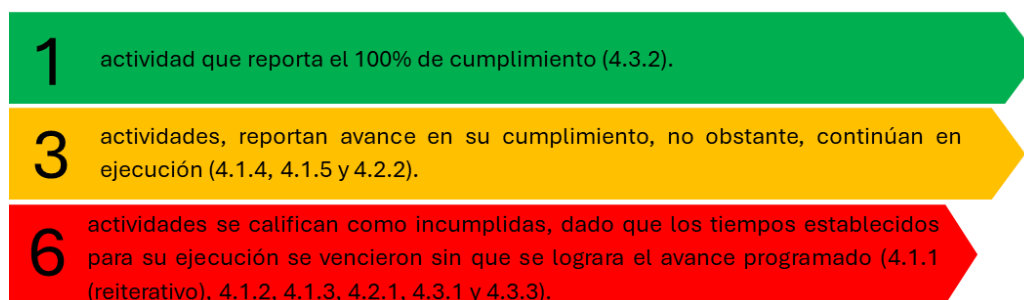 1
actividad que reporta el 100% de cumplimiento (4.3.2).
3
actividades, reportan avance en su cumplimiento, no obstante, continúan en
ejecución (4.1.4, 4.1.5 y 4.2.2).
6
actividades se califican como incumplidas, dado que los tiempos establecidos
para su ejecución se vencieron sin que se lograra el avance programado (4.1.1
(reiterativo), 4.1.2, 4.1.3, 4.2.1, 4.3.1 y 4.3.3).